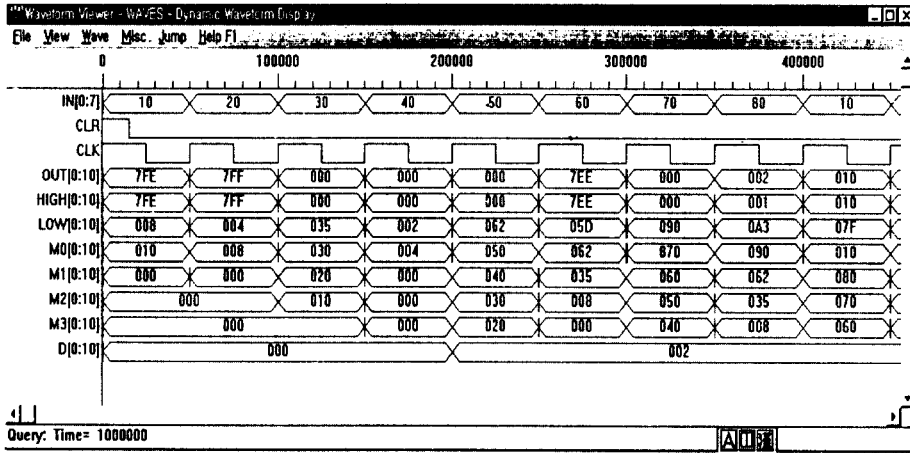 Waveform Viewer - WAVES - Dynamic Waveform Display
File View Wave Misc. Jump Help F1
0 100000 200000 300000 400000
IN[0:7] 10 20 30 40 50 60 70 80 10
CLR
CLK
OUT[0:10] 7FE 7FF 000 000 000 7EE 000 002 010
HIGH[0:10] 7FE 7FF 000 000 000 7EE 000 001 010
LOW[0:10] 008 004 035 002 062 05D 090 0A3 07F
M0[0:10] 010 008 030 004 050 062 070 090 010
M1[0:10] 000 000 020 000 040 035 060 062 080
M2[0:10] 000 010 000 030 008 050 035 070
M3[0:10] 000 000 020 000 040 008 060
D[0:10] 000 002
Query: Time= 1000000